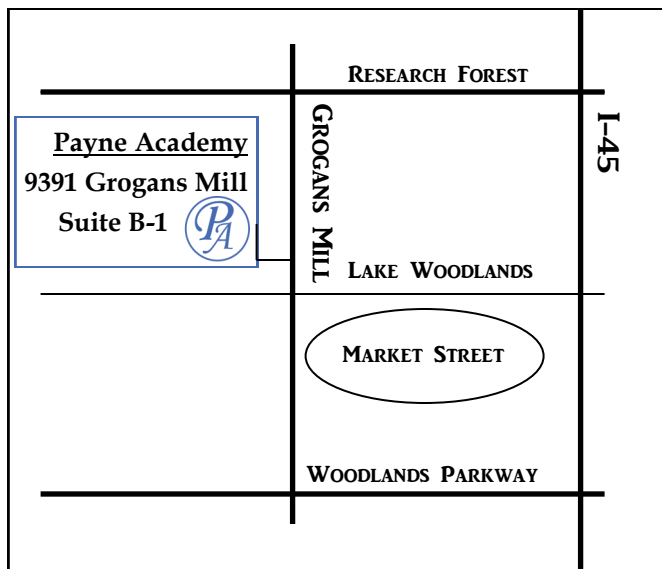 Research Forest
I-45
Grogans Mill
Payne Academy
9391 Grogans Mill
Suite B-1
PA
Lake Woodlands
Market Street
Woodlands Parkway